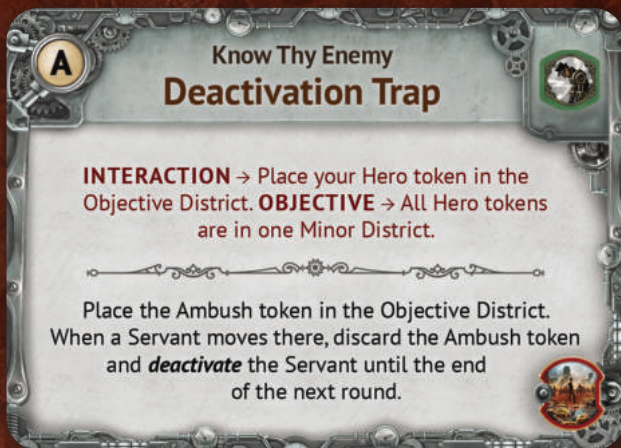 A
Know Thy Enemy
Deactivation Trap
INTERACTION → Place your Hero token in the
Objective District. OBJECTIVE → All Hero tokens
are in one Minor District.
Place the Ambush token in the Objective District.
When a Servant moves there, discard the Ambush token
and deactivate the Servant until the end
of the next round.